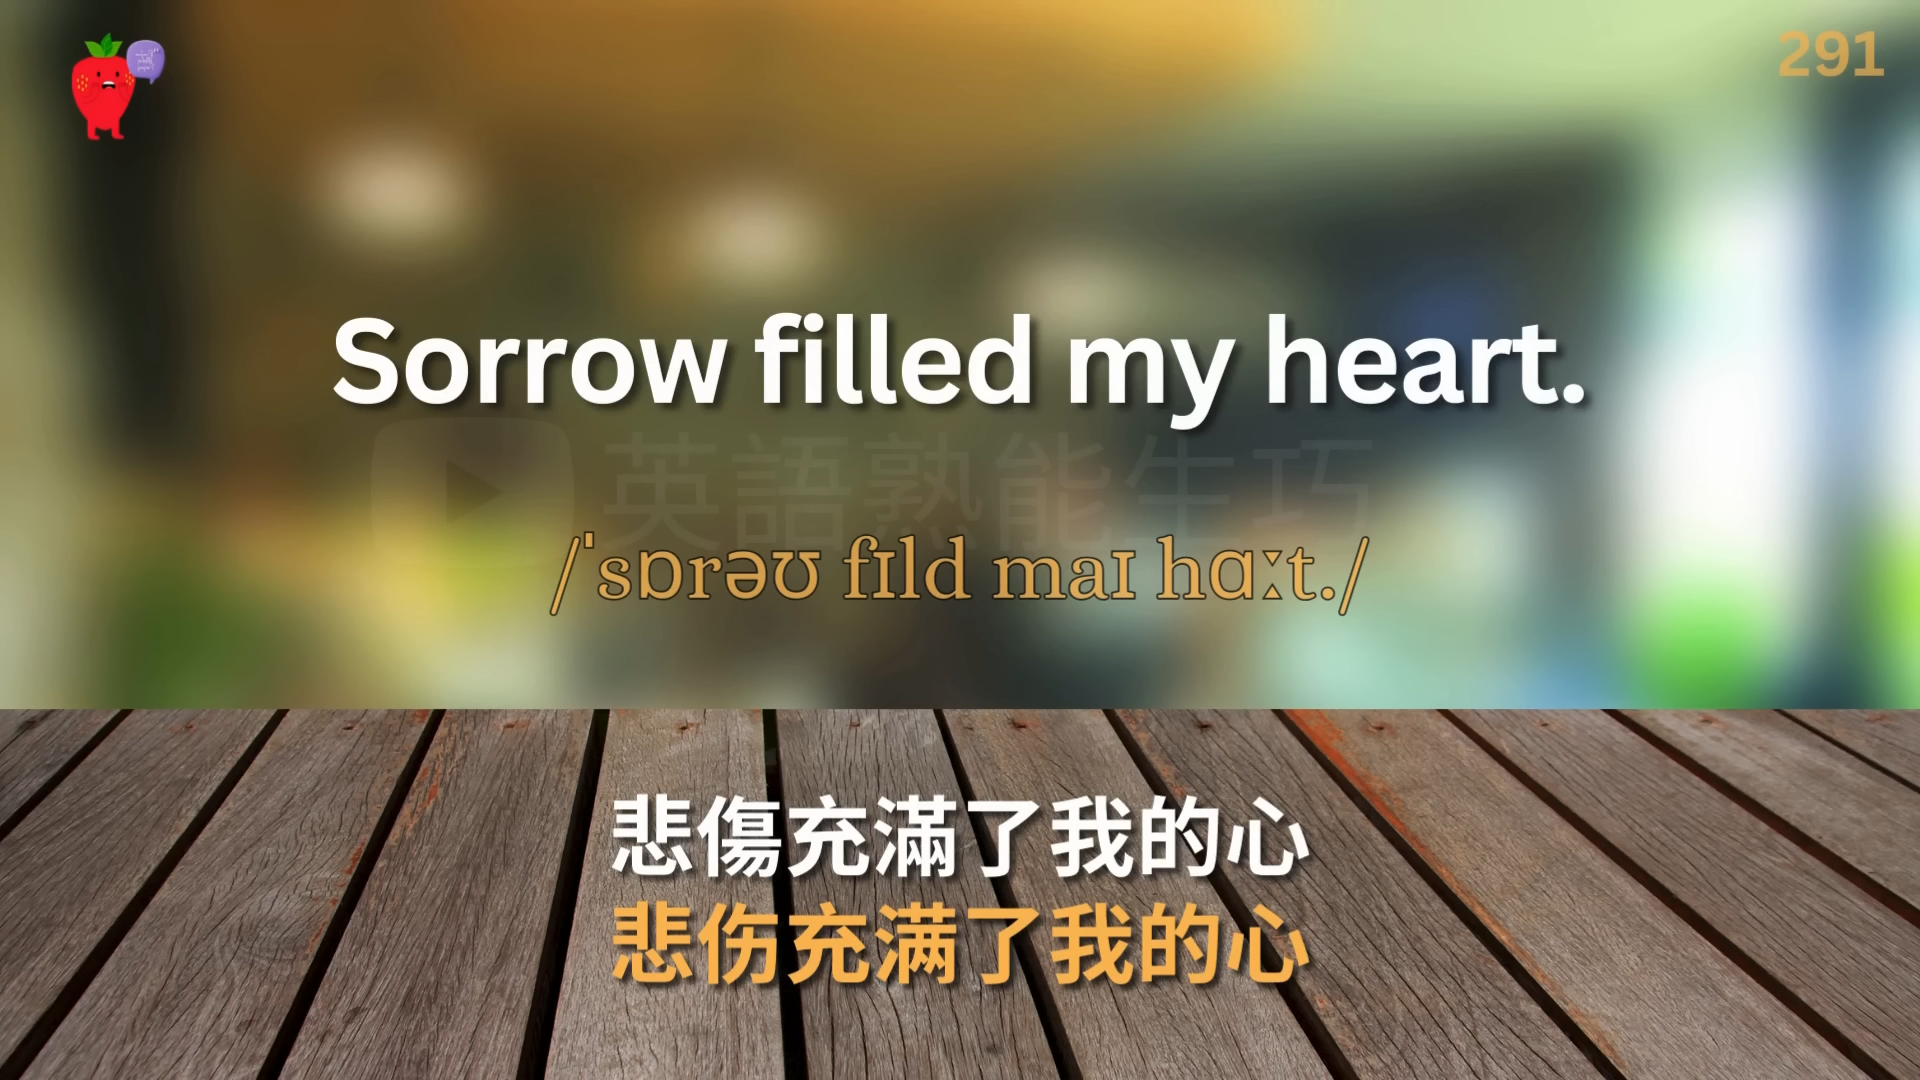 291
Sorrow filled my heart.
英語熟能生巧
/ˈsɒrəʊ fɪld maɪ hɑːt./
悲傷充滿了我的心
悲伤充满了我的心